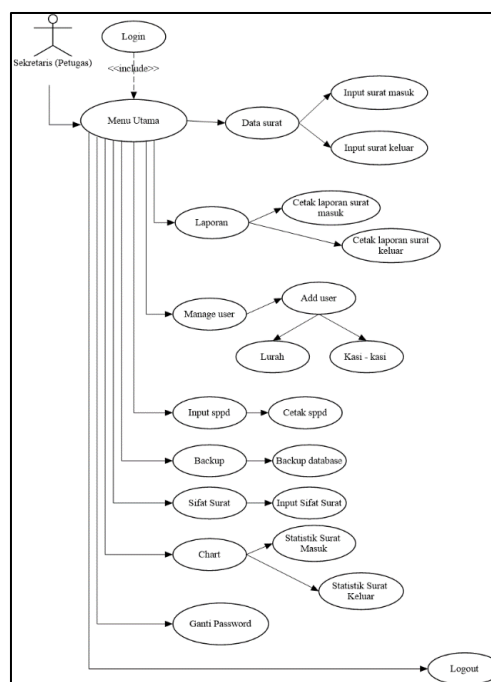 Login
Sekretaris (Petugas)
<<include>>
Menu Utama
Data surat
Input surat masuk
Input surat keluar
Laporan
Cetak laporan surat
masuk
Cetak laporan surat
keluar
Manage user
Add user
Lurah
Kasi - kasi
Input sppd
Cetak sppd
Backup
Backup database
Sifat Surat
Input Sifat Surat
Chart
Statistik Surat
Masuk
Statistik Surat
Keluar
Ganti Password
Logout